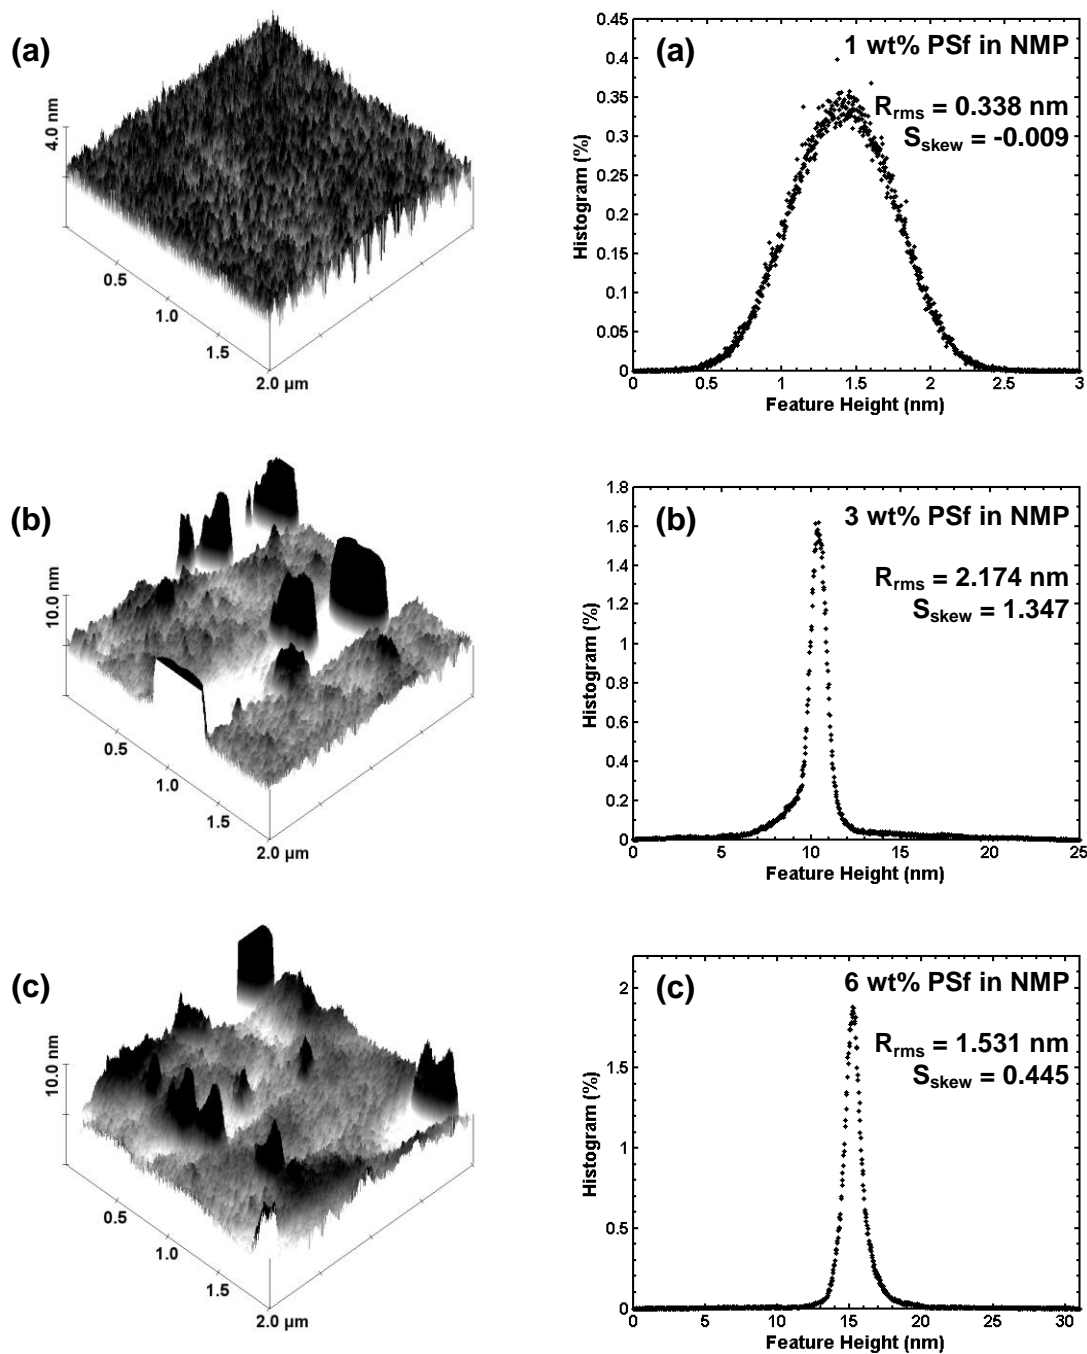 (a)
4.0 nm
0.5
1.0
1.5
2.0 µm
(a)
1 wt% PSf in NMP
Rrms = 0.338 nm
Sskew = -0.009
Histogram (%)
0.45
0.4
0.35
0.3
0.25
0.2
0.15
0.1
0.05
0
0 0.5 1 1.5 2 2.5 3
Feature Height (nm)
(b)
10.0 nm
0.5
1.0
1.5
2.0 µm
(b)
3 wt% PSf in NMP
Rrms = 2.174 nm
Sskew = 1.347
Histogram (%)
1.8
1.6
1.4
1.2
1
0.8
0.6
0.4
0.2
0
0 5 10 15 20 25
Feature Height (nm)
(c)
10.0 nm
0.5
1.0
1.5
2.0 µm
(c)
6 wt% PSf in NMP
Rrms = 1.531 nm
Sskew = 0.445
Histogram (%)
2
1.5
1
0.5
0
0 5 10 15 20 25 30
Feature Height (nm)